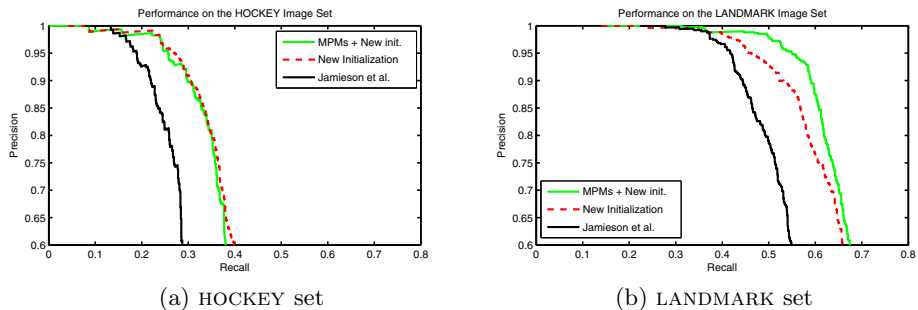 Performance on the HOCKEY Image Set
1
0.95
0.9
0.85
0.8
0.75
0.7
0.65
0.6
Precision
MPMs + New init.
New Initialization
Jamieson et al.
0 0.1 0.2 0.3 0.4 0.5 0.6 0.7 0.8
Recall
(a) HOCKEY set
Performance on the LANDMARK Image Set
1
0.95
0.9
0.85
0.8
0.75
0.7
0.65
0.6
Precision
MPMs + New init.
New Initialization
Jamieson et al.
0 0.1 0.2 0.3 0.4 0.5 0.6 0.7 0.8
Recall
(b) LANDMARK set